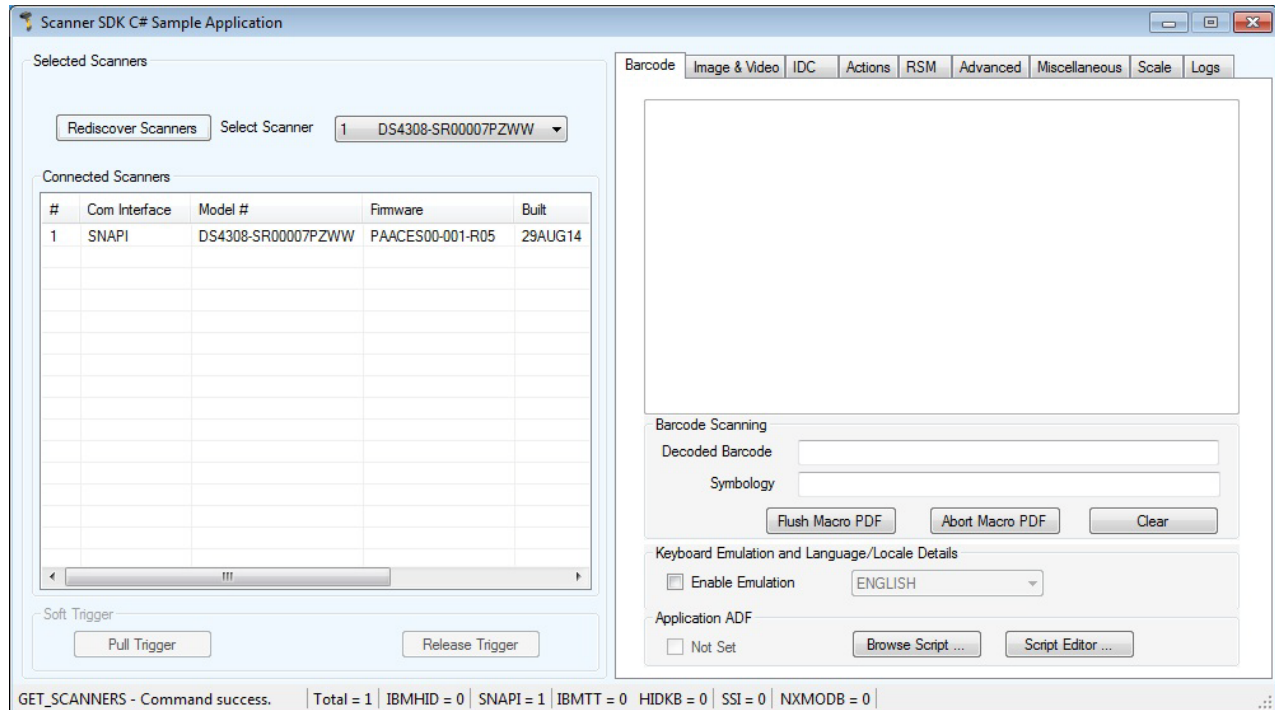 Scanner SDK C# Sample Application
Selected Scanners
Rediscover Scanners Select Scanner 1 DS4308-SR00007PZWW
Connected Scanners
# Com Interface Model # Firmware Built
1 SNAPI DS4308-SR00007PZWW PAACES00-001-R05 29AUG14
Soft Trigger
Pull Trigger Release Trigger
Barcode Image & Video IDC Actions RSM Advanced Miscellaneous Scale Logs
Barcode Scanning
Decoded Barcode
Symbology
Flush Macro PDF Abort Macro PDF Clear
Keyboard Emulation and Language/Locale Details
Enable Emulation ENGLISH
Application ADF
Not Set Browse Script ... Script Editor ...
GET_SCANNERS - Command success. Total = 1 IBMHID = 0 SNAPI = 1 IBMTT = 0 HIDKB = 0 SSI = 0 NXMODB = 0